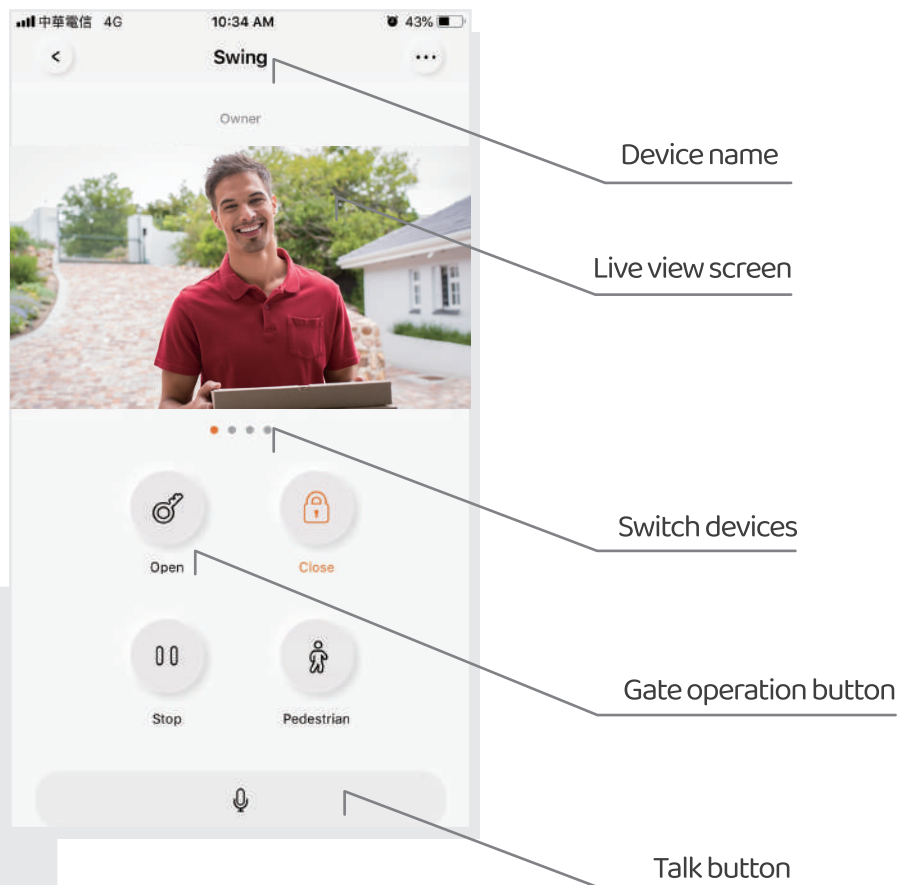 中華電信 4G 10:34 AM 43%
Swing
Owner
Device name
Live view screen
Switch devices
Open Close
Gate operation button
Stop Pedestrian
Talk button